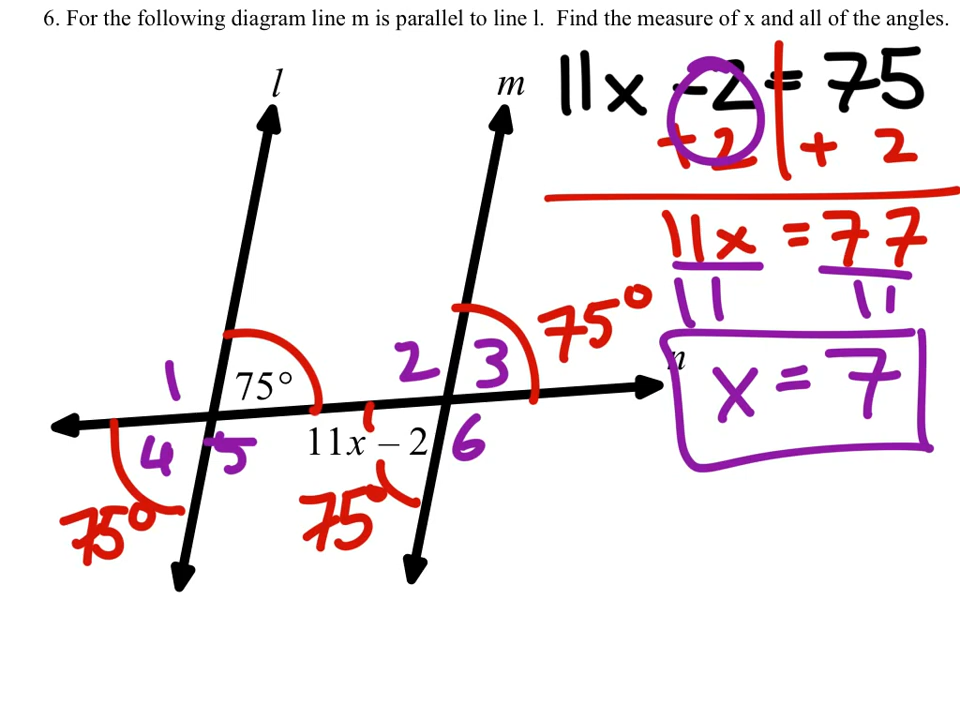 6. For the following diagram line m is parallel to line l.  Find the measure of x and all of the angles.
l
m
11x - 2 = 75
+ 2 + 2
11x = 77
11 11
x = 7
n
75°
1
75°
2
3
4
5
11x – 2
6
75°
75°